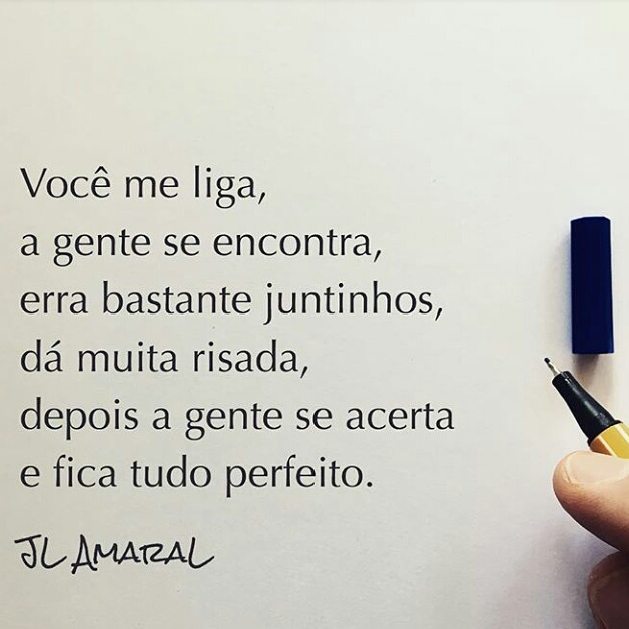 Você me liga,
a gente se encontra,
erra bastante juntinhos,
dá muita risada,
depois a gente se acerta
e fica tudo perfeito.
JL AMARAL